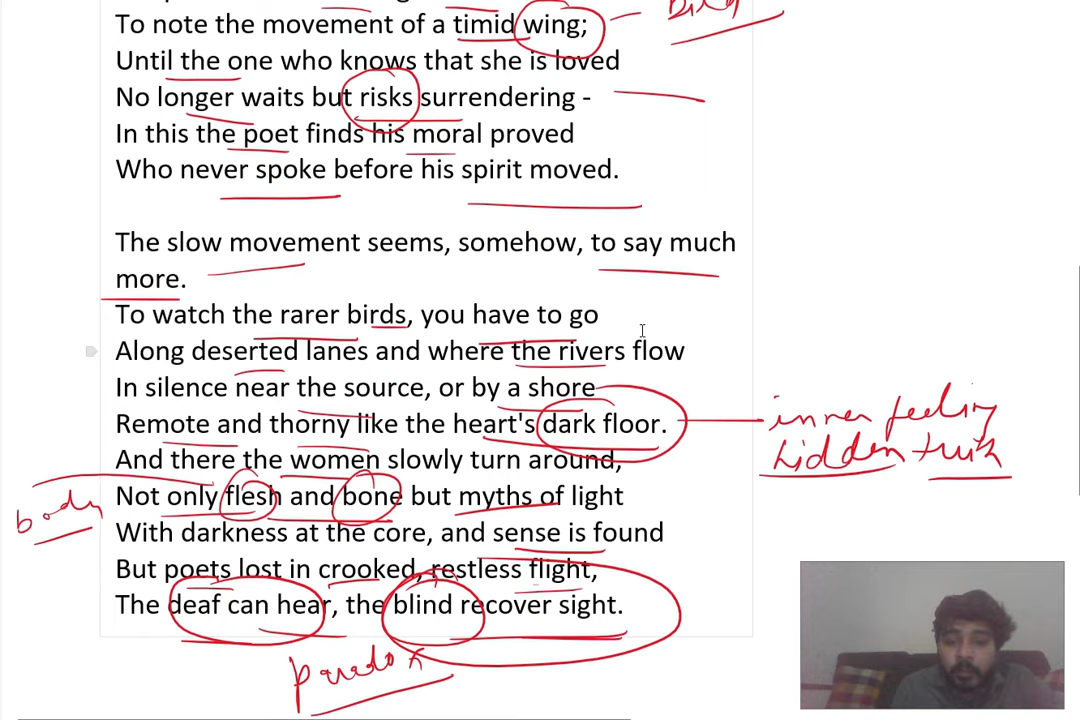 To note the movement of a timid wing;
Until the one who knows that she is loved
No longer waits but risks surrendering -
In this the poet finds his moral proved
Who never spoke before his spirit moved.
The slow movement seems, somehow, to say much
more.
To watch the rarer birds, you have to go
Along deserted lanes and where the rivers flow
In silence near the source, or by a shore
Remote and thorny like the heart's dark floor.
inner feeling
hidden truth
And there the women slowly turn around,
Not only flesh and bone but myths of light
body
With darkness at the core, and sense is found
But poets lost in crooked, restless flight,
The deaf can hear, the blind recover sight.
paradox